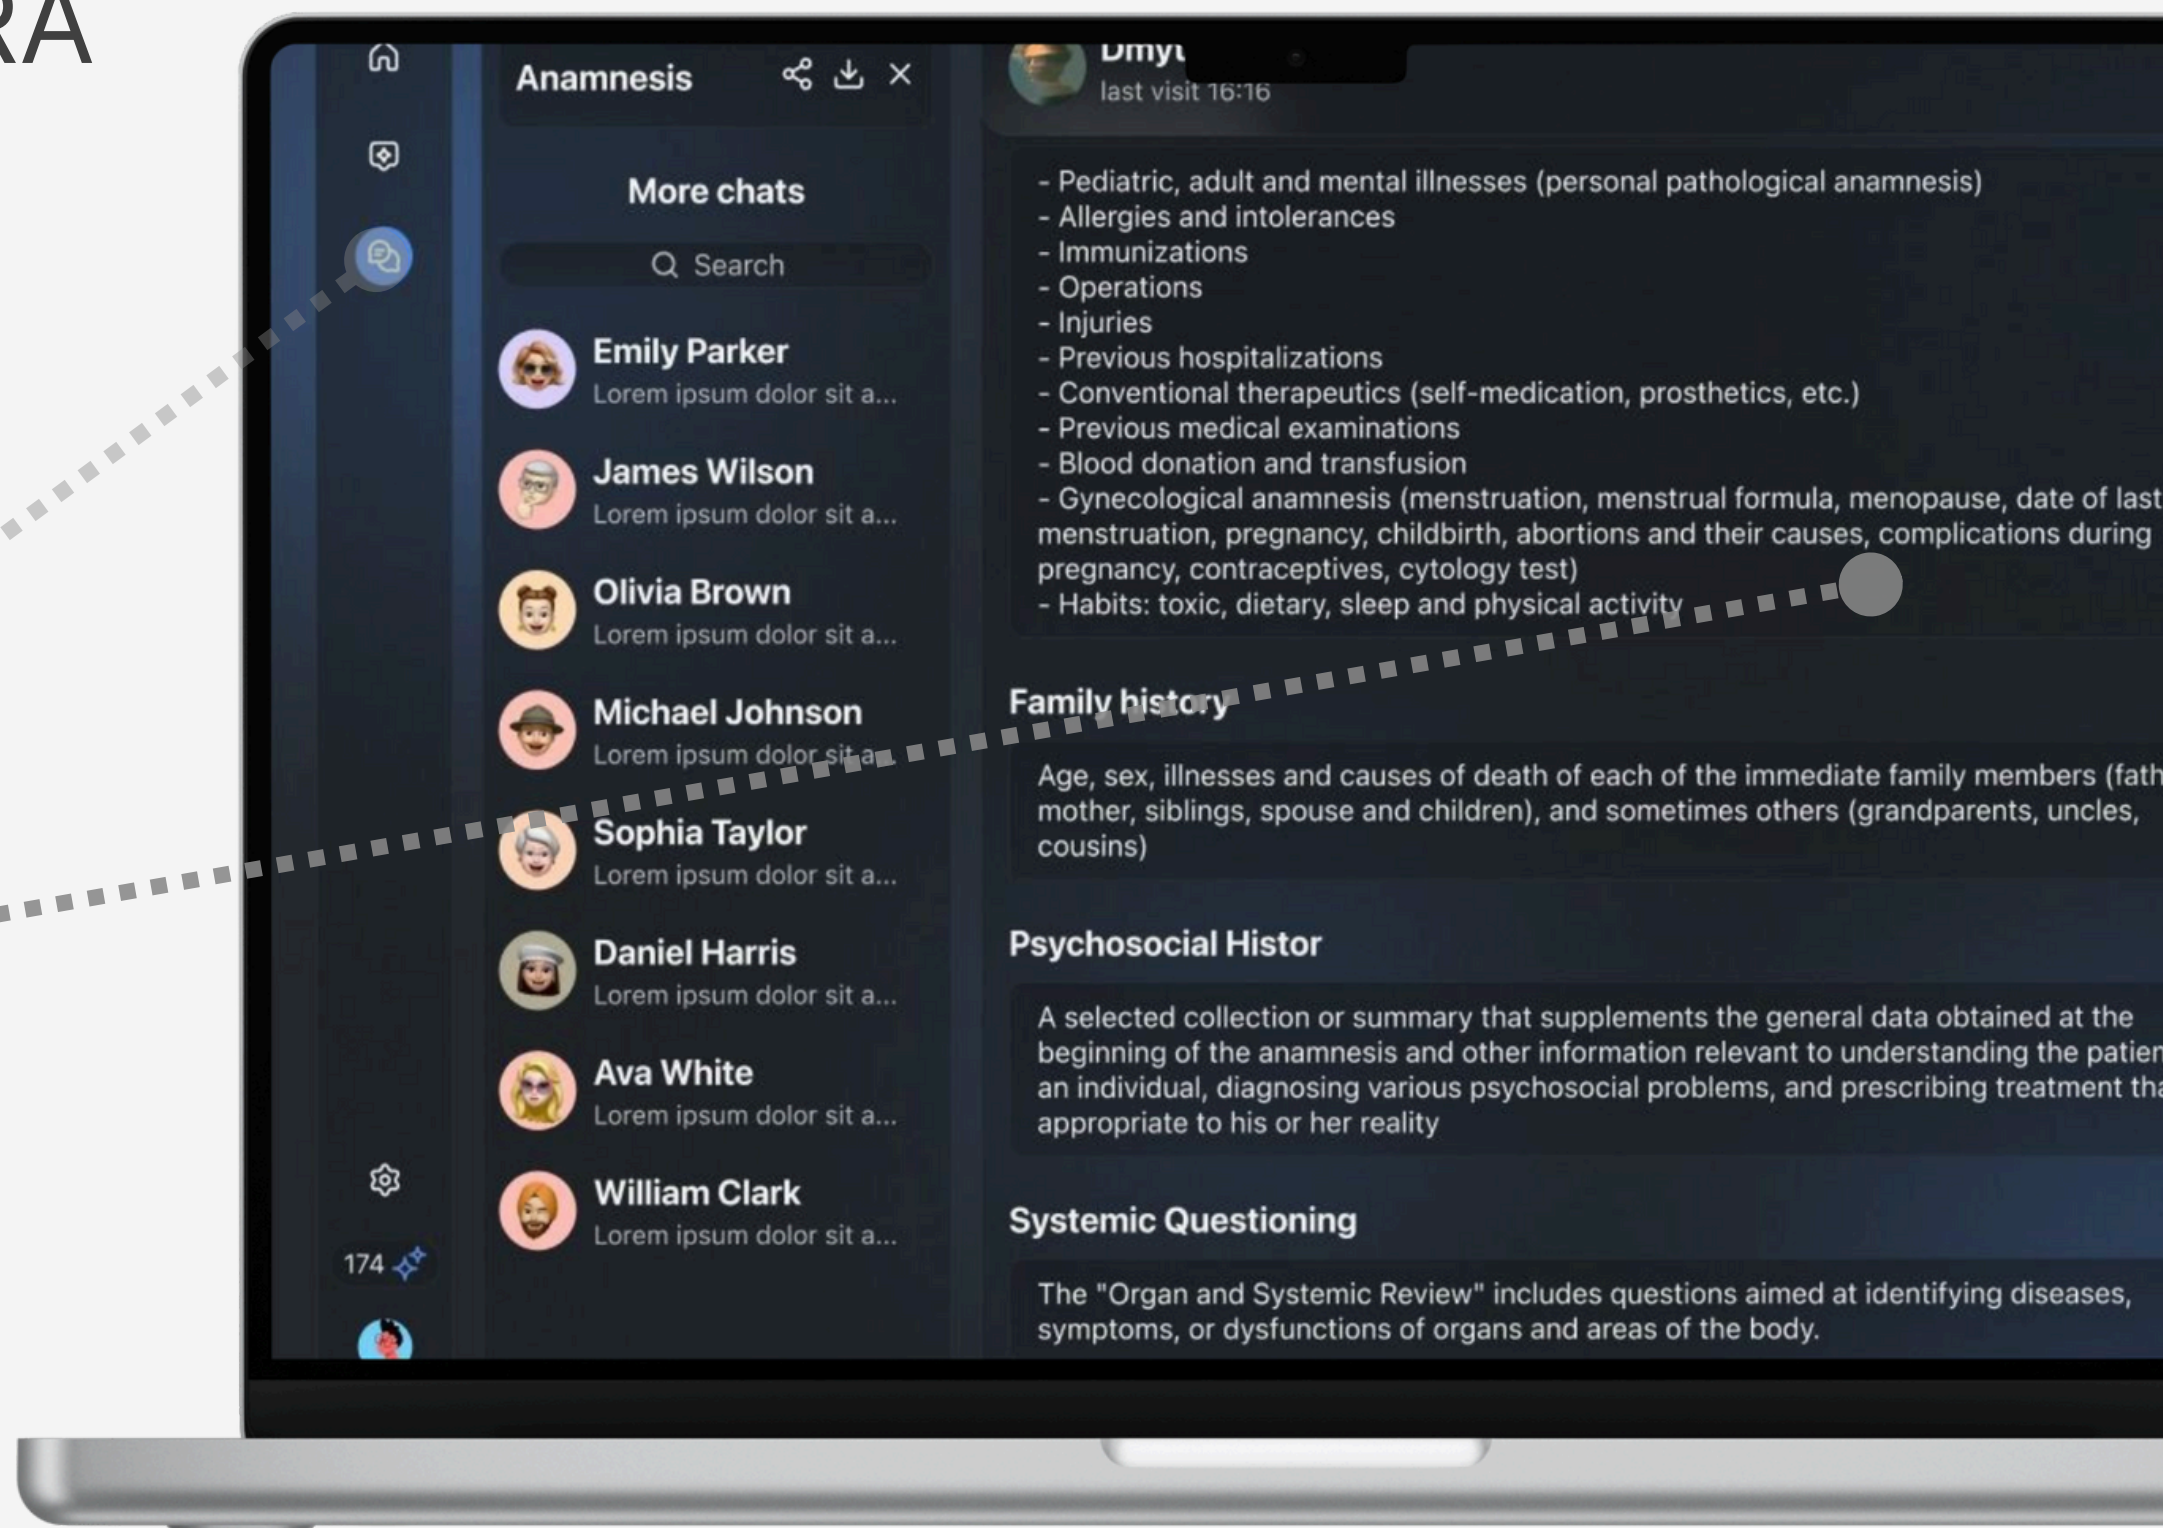 RA
Anamnesis
More chats
Search
Emily Parker
Lorem ipsum dolor sit a...
James Wilson
Lorem ipsum dolor sit a...
Olivia Brown
Lorem ipsum dolor sit a...
Michael Johnson
Lorem ipsum dolor sit a...
Sophia Taylor
Lorem ipsum dolor sit a...
Daniel Harris
Lorem ipsum dolor sit a...
Ava White
Lorem ipsum dolor sit a...
William Clark
Lorem ipsum dolor sit a...
174
Dmyt
last visit 16:16
- Pediatric, adult and mental illnesses (personal pathological anamnesis)
- Allergies and intolerances
- Immunizations
- Operations
- Injuries
- Previous hospitalizations
- Conventional therapeutics (self-medication, prosthetics, etc.)
- Previous medical examinations
- Blood donation and transfusion
- Gynecological anamnesis (menstruation, menstrual formula, menopause, date of last
menstruation, pregnancy, childbirth, abortions and their causes, complications during
pregnancy, contraceptives, cytology test)
- Habits: toxic, dietary, sleep and physical activity
Family history
Age, sex, illnesses and causes of death of each of the immediate family members (fath
mother, siblings, spouse and children), and sometimes others (grandparents, uncles,
cousins)
Psychosocial Histor
A selected collection or summary that supplements the general data obtained at the
beginning of the anamnesis and other information relevant to understanding the patien
an individual, diagnosing various psychosocial problems, and prescribing treatment tha
appropriate to his or her reality
Systemic Questioning
The "Organ and Systemic Review" includes questions aimed at identifying diseases,
symptoms, or dysfunctions of organs and areas of the body.